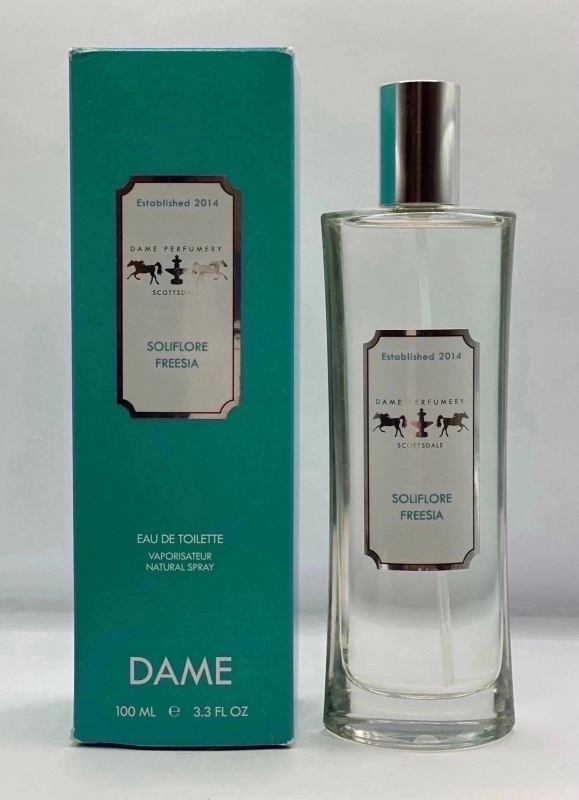 Established 2014
DAME PERFUMERY
SCOTTSDALE
SOLIFLORE
FREESIA
EAU DE TOILETTE
VAPORISATEUR
NATURAL SPRAY
DAME
100 ML ℮ 3.3 FL OZ
Established 2014
DAME PERFUMERY
SCOTTSDALE
SOLIFLORE
FREESIA